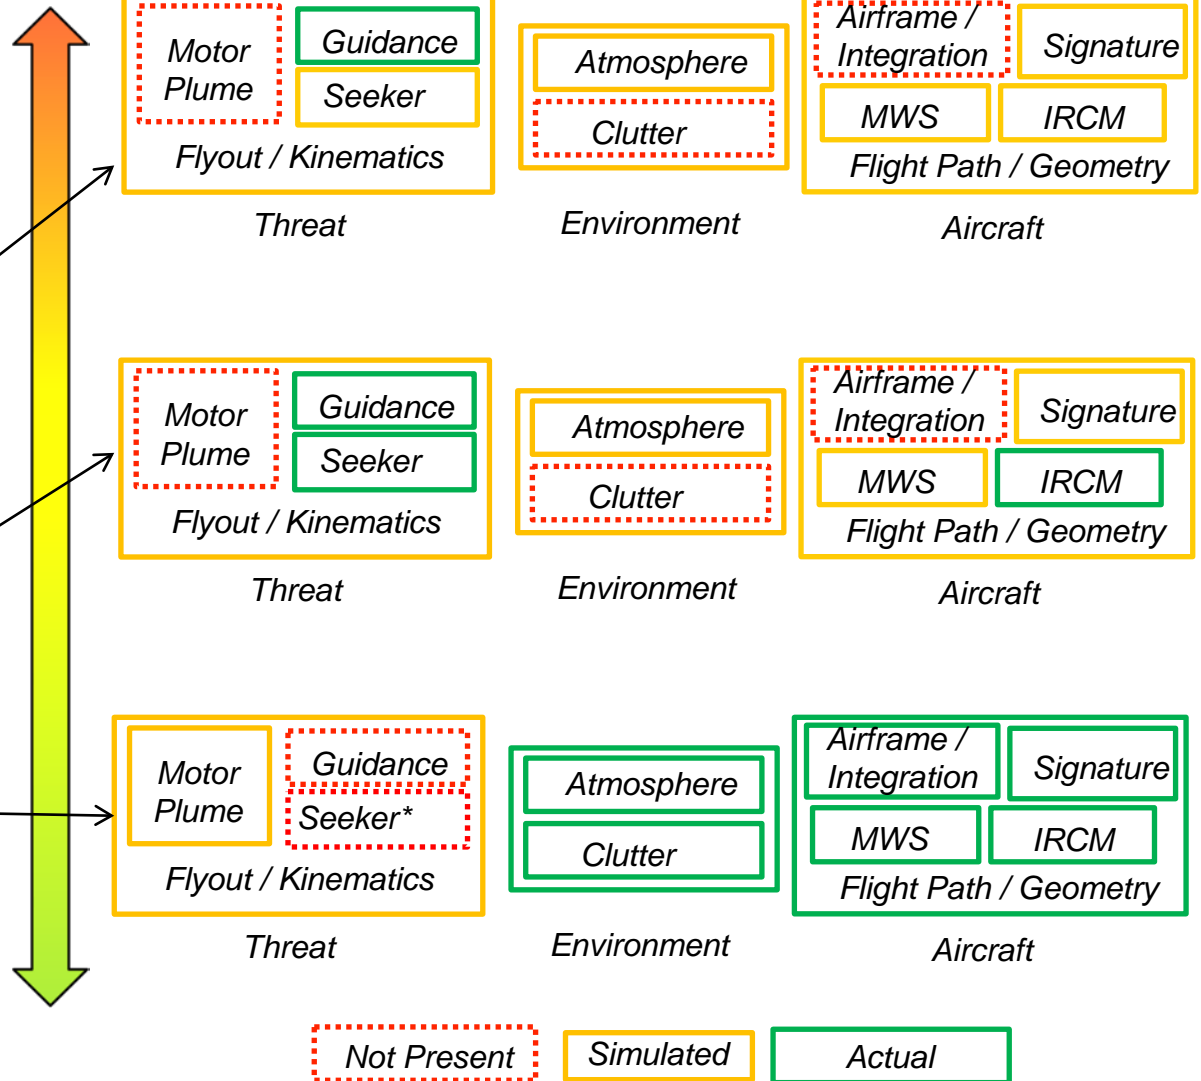 Motor
Plume
Guidance
Seeker
Flyout / Kinematics
Threat
Atmosphere
Clutter
Environment
Airframe /
Integration
Signature
MWS
IRCM
Flight Path / Geometry
Aircraft
Motor
Plume
Guidance
Seeker
Flyout / Kinematics
Threat
Atmosphere
Clutter
Environment
Airframe /
Integration
Signature
MWS
IRCM
Flight Path / Geometry
Aircraft
Motor
Plume
Guidance
Seeker*
Flyout / Kinematics
Threat
Atmosphere
Clutter
Environment
Airframe /
Integration
Signature
MWS
IRCM
Flight Path / Geometry
Aircraft
Not Present
Simulated
Actual